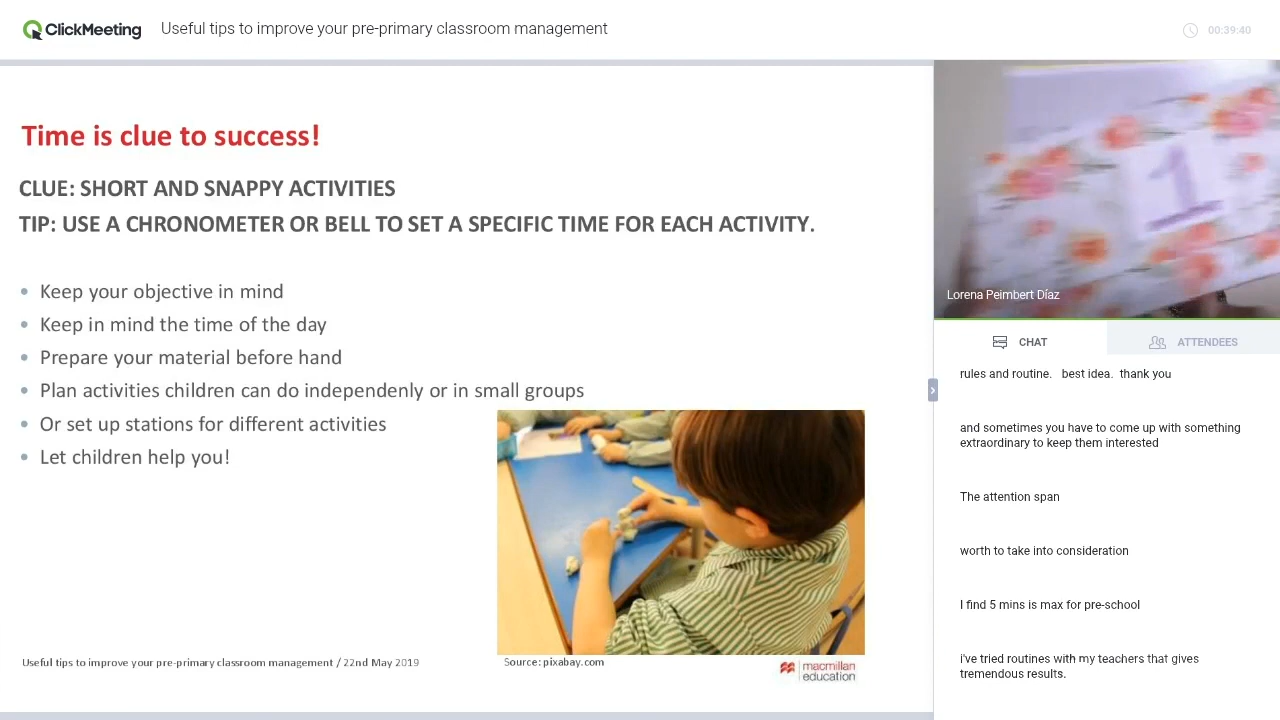 ClickMeeting
Useful tips to improve your pre-primary classroom management
00:39:40
Time is clue to success!
CLUE: SHORT AND SNAPPY ACTIVITIES
TIP: USE A CHRONOMETER OR BELL TO SET A SPECIFIC TIME FOR EACH ACTIVITY.
• Keep your objective in mind
• Keep in mind the time of the day
• Prepare your material before hand
• Plan activities children can do independenly or in small groups
• Or set up stations for different activities
• Let children help you!
Useful tips to improve your pre-primary classroom management / 22nd May 2019
Source: pixabay.com
macmillan
education
1
Lorena Peimbert Díaz
CHAT
ATTENDEES
rules and routine. best idea. thank you
and sometimes you have to come up with something
extraordinary to keep them interested
The attention span
worth to take into consideration
I find 5 mins is max for pre-school
i've tried routines with my teachers that gives
tremendous results.